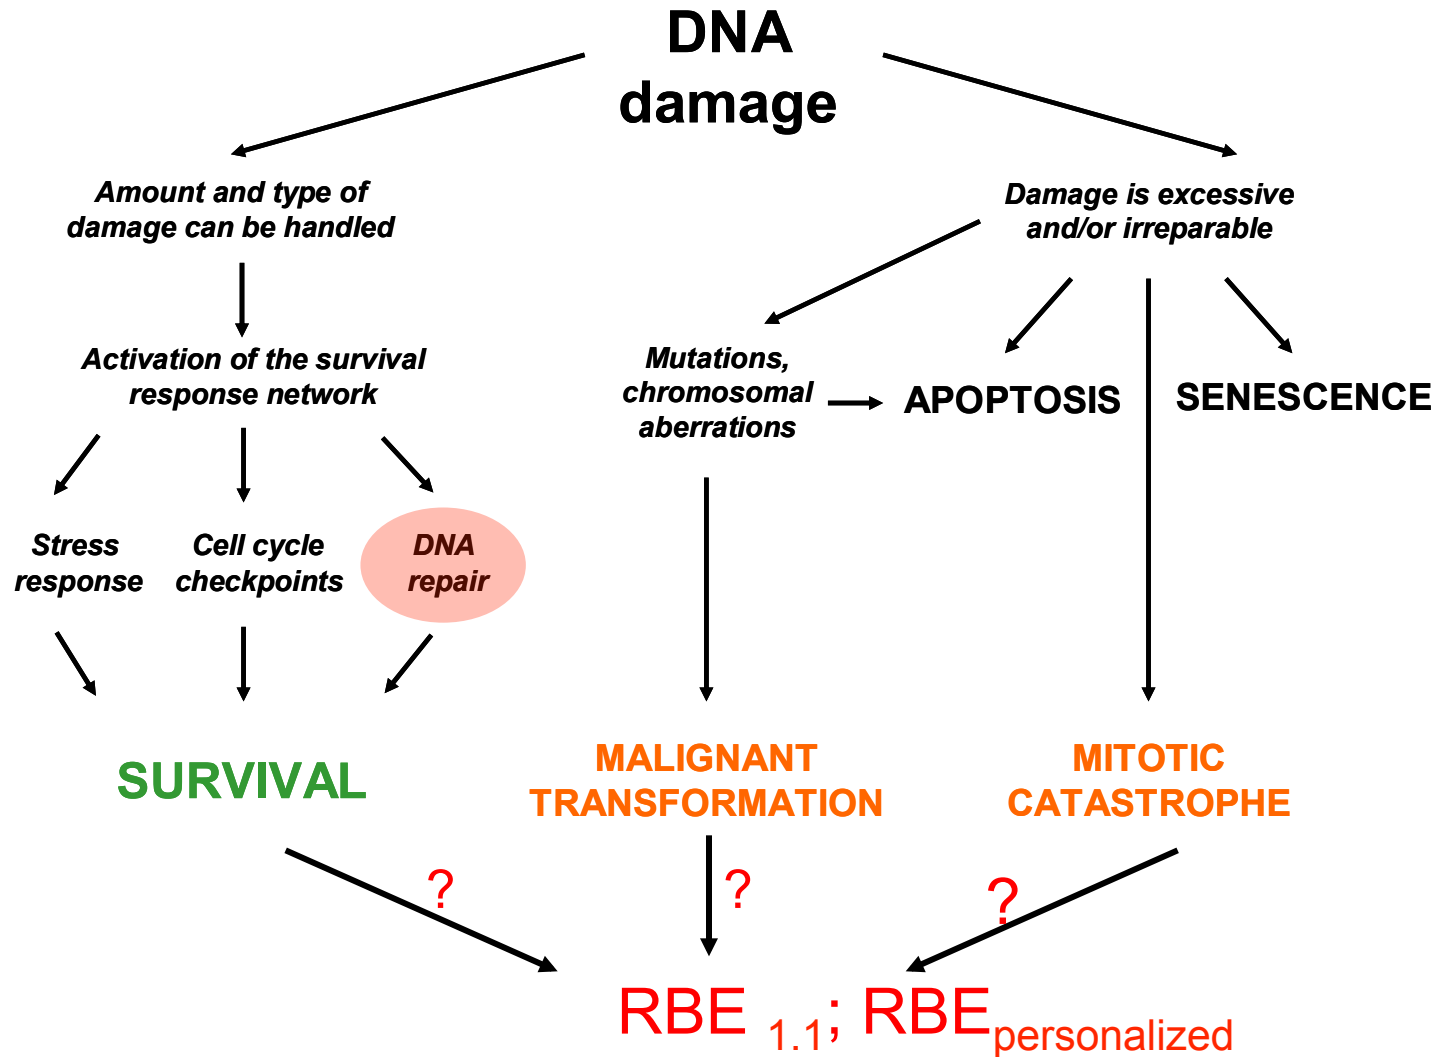 DNA
damage
Amount and type of
damage can be handled
Damage is excessive
and/or irreparable
Activation of the survival
response network
Mutations,
chromosomal
aberrations
APOPTOSIS
SENESCENCE
Stress
response
Cell cycle
checkpoints
DNA
repair
SURVIVAL
MALIGNANT
TRANSFORMATION
MITOTIC
CATASTROPHE
?
?
?
RBE 1.1; RBEpersonalized